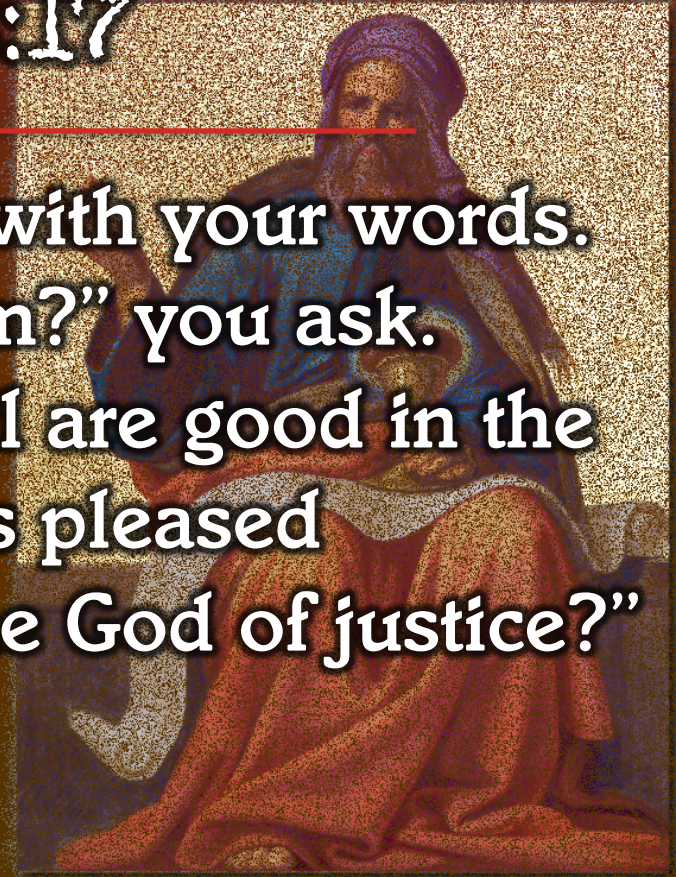 :17
with your words.
m?” you ask.
l are good in the
s pleased
e God of justice?”